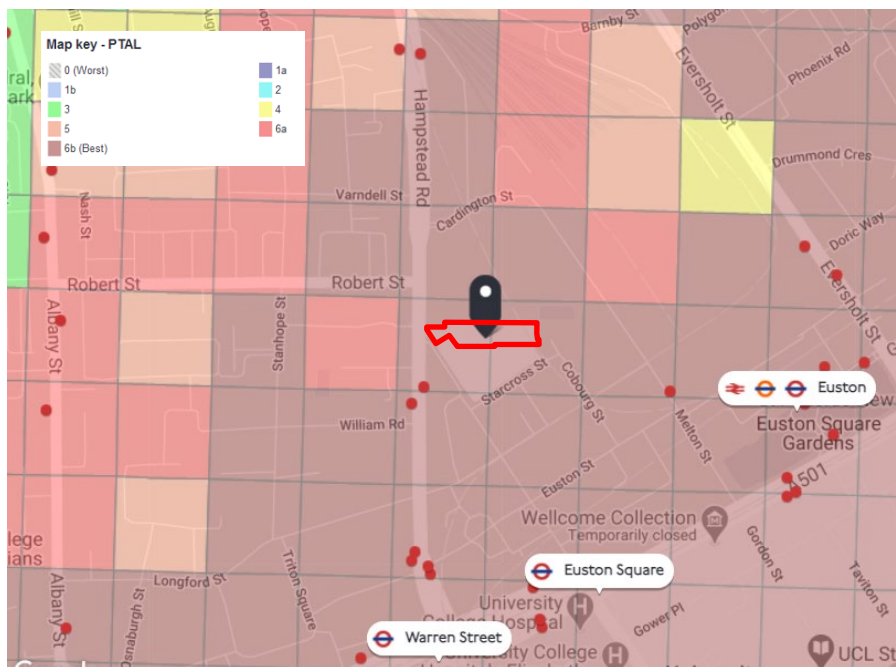 Map key - PTAL
0 (Worst)
1a
1b
2
3
4
5
6a
6b (Best)
Barnby St
Phoenix Rd
Eversholt St
Hampstead Rd
Drummond Cres
Nash St
Varndell St
Cardington St
Doric Way
Robert St
Robert St
Eversholt St
Albany St
Stanhope St
Starcross St
Cobourg St
Euston
Euston Square
Gardens
William Rd
Melton St
A501
Euston St
Wellcome Collection
Temporarily closed
Gordon St
Taviton St
Longford St
Triton Square
Albany St
Euston Square
University
Gower Pl
Warren Street
University College
UCL